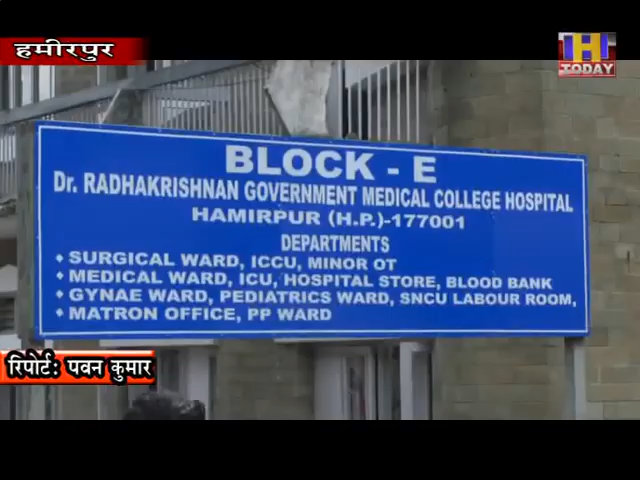 हमीरपुर
H
TODAY
BLOCK - E
Dr. RADHAKRISHNAN GOVERNMENT MEDICAL COLLEGE HOSPITAL
HAMIRPUR (H.P.)-177001
DEPARTMENTS
• SURGICAL WARD, ICCU, MINOR OT
• MEDICAL WARD, ICU, HOSPITAL STORE, BLOOD BANK
• GYNAE WARD, PEDIATRICS WARD, SNCU LABOUR ROOM,
• MATRON OFFICE, PP WARD
रिपोर्ट: पवन कुमार